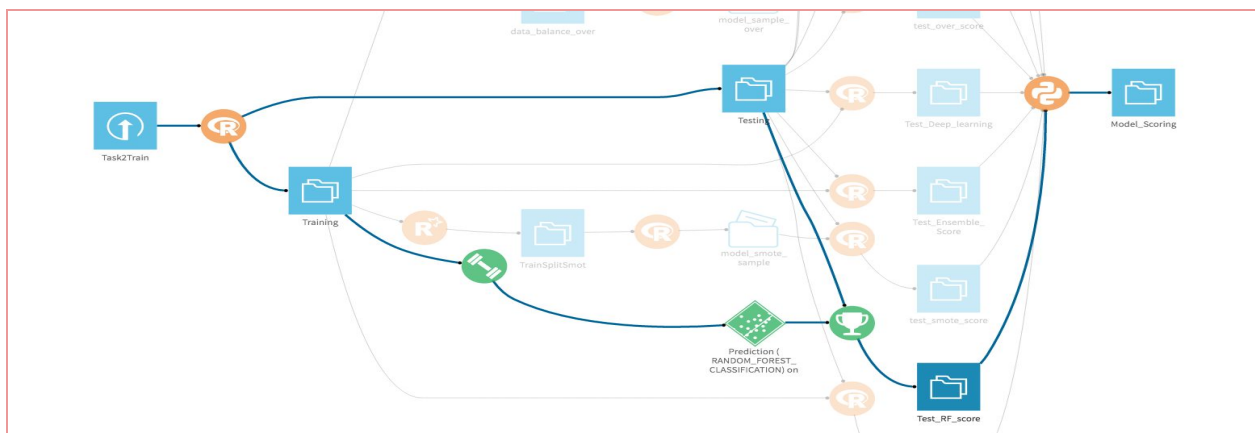 model_sample_
over
data_balance_over
test_over_score
Testing
Test_Deep_learning
Model_Scoring
Task2Train
R
Training
R
TrainSplitSmot
R
model_smote_
sample
R
R
R
Test_Ensemble_
Score
test_smote_score
Prediction (
RANDOM_FOREST_
CLASSIFICATION) on
R
Test_RF_score